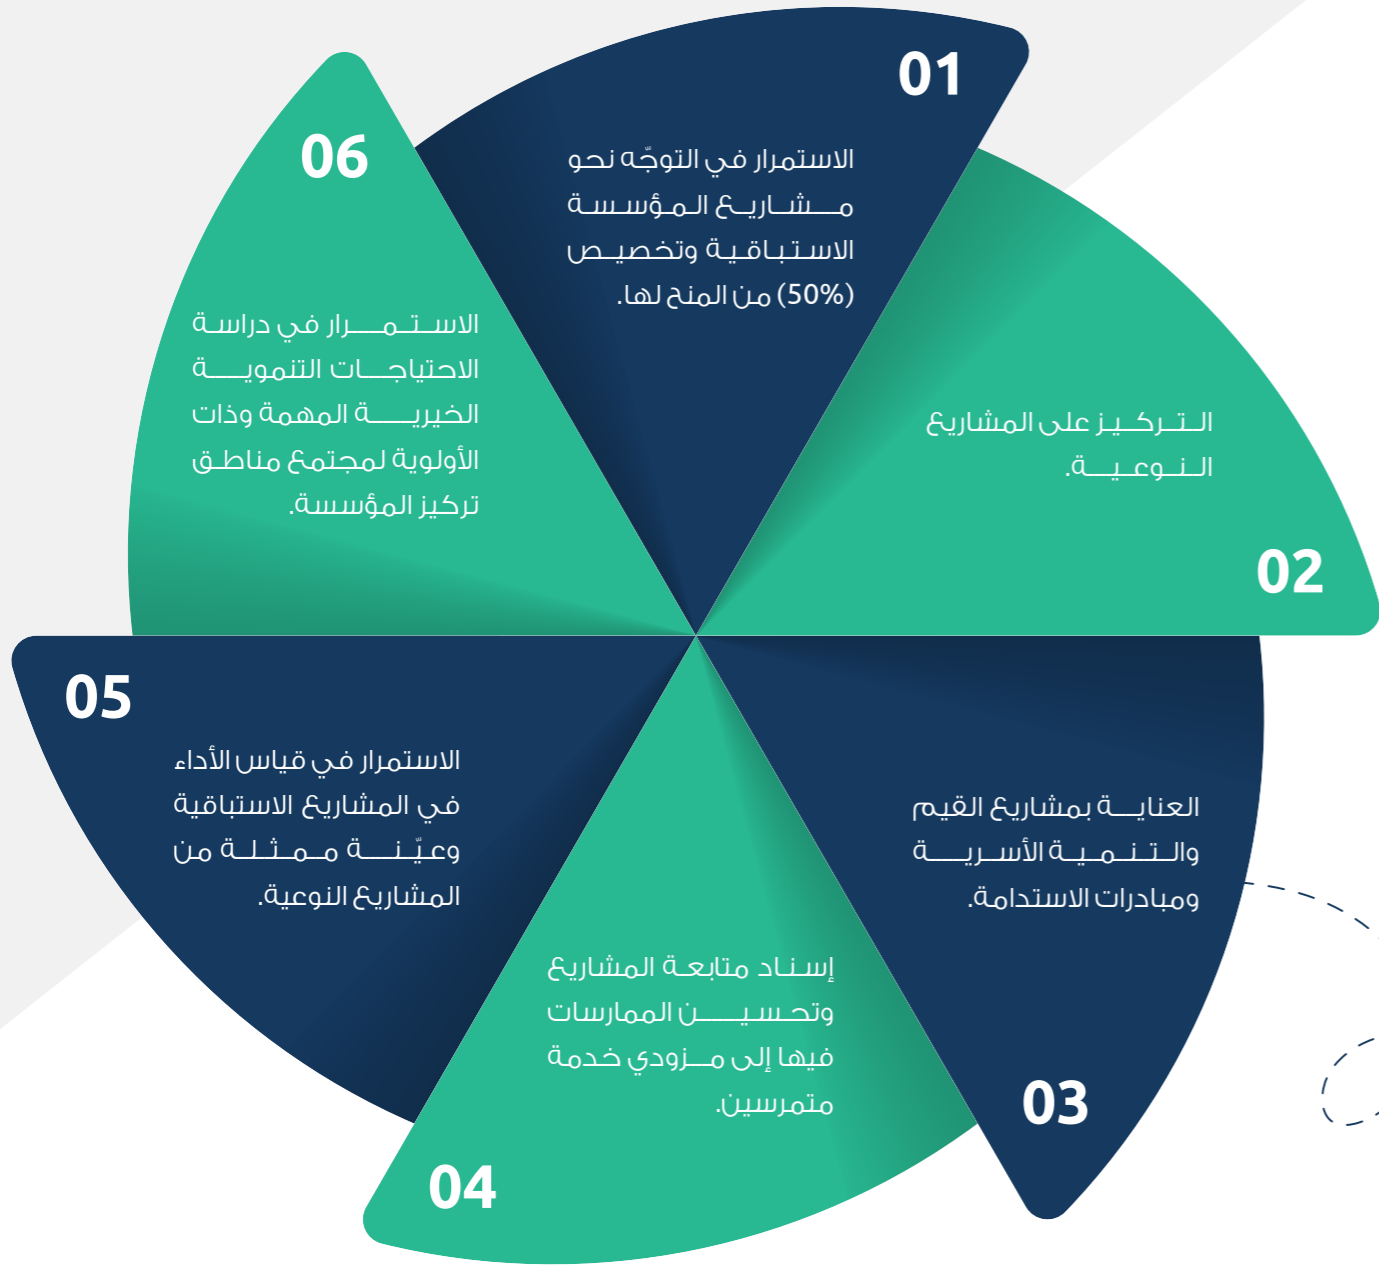 01
الاستمرار في التوجّه نحو
مشاريع المؤسسة
الاستباقية وتخصيص
(50%) من المنح لها.
التركيز على المشاريع
النوعية.
02
العناية بمشاريع القيم
والتنمية الأسرية
ومبادرات الاستدامة.
03
إسناد متابعة المشاريع
وتحسين الممارسات
فيها إلى مزودي خدمة
متمرسين.
04
05
الاستمرار في قياس الأداء
في المشاريع الاستباقية
وعيّنة ممثلة من
المشاريع النوعية.
06
الاستمرار في دراسة
الاحتياجات التنموية
الخيرية المهمة وذات
الأولوية لمجتمع مناطق
تركيز المؤسسة.